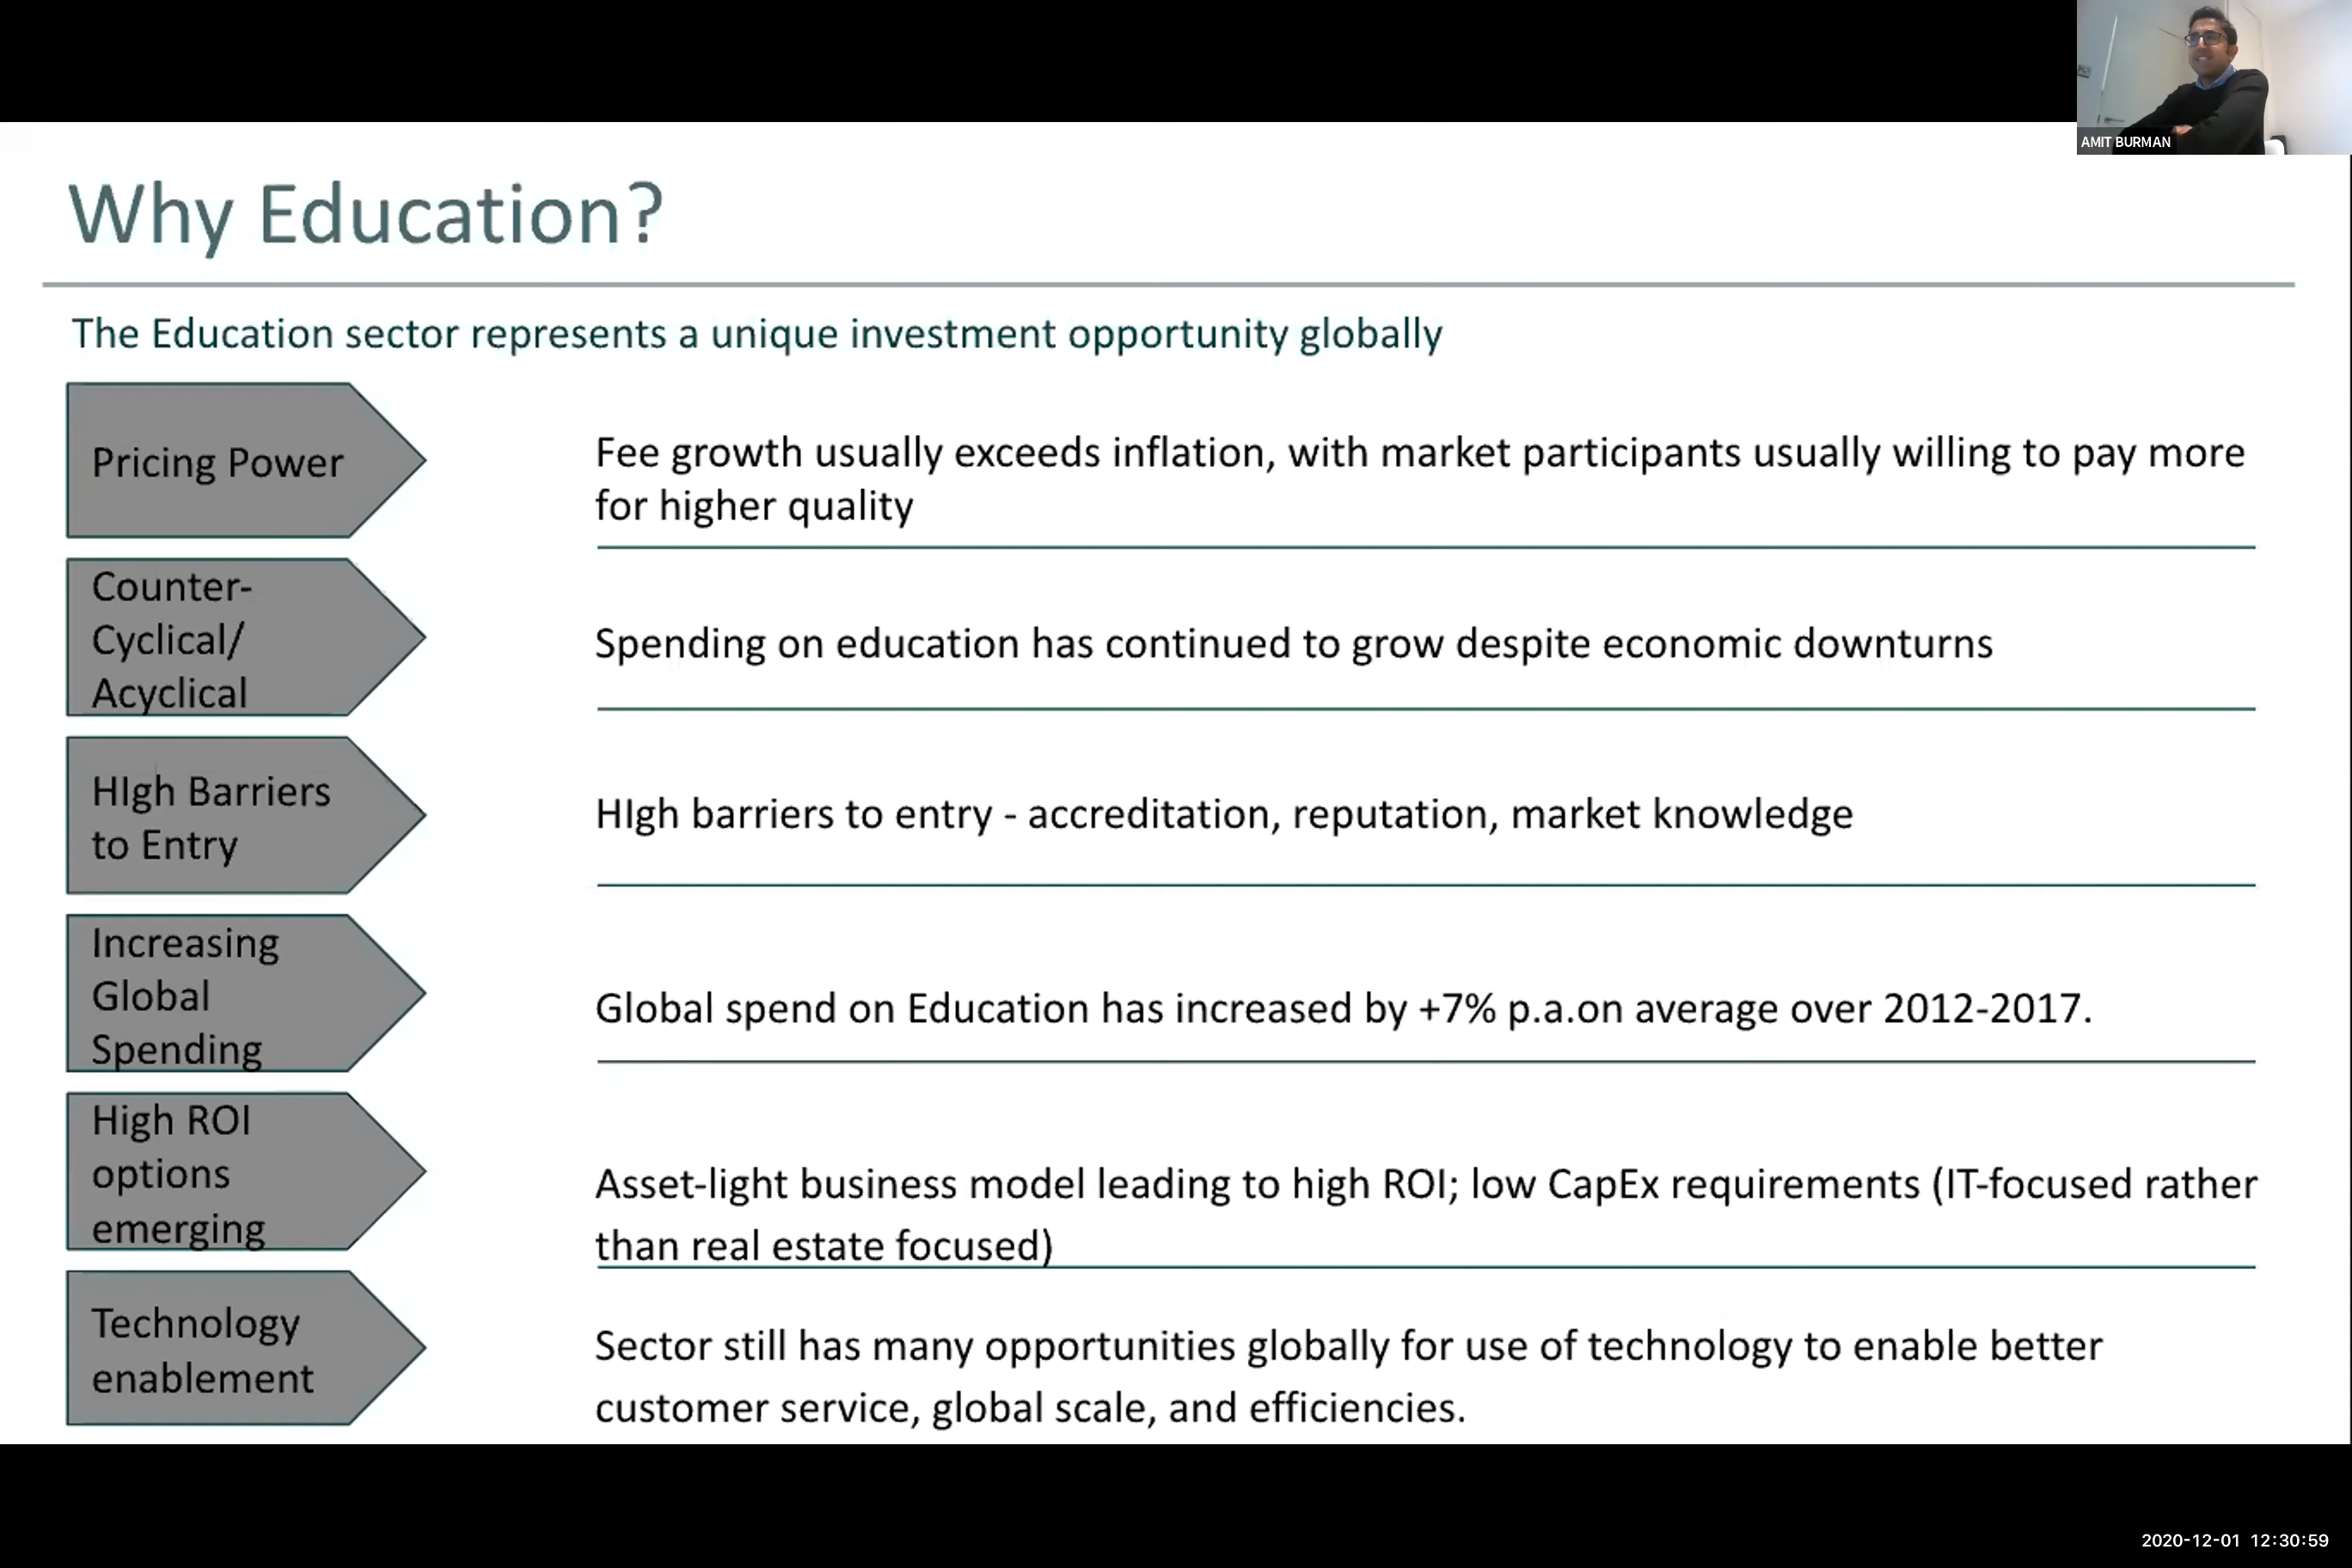 AMIT BURMAN
Why Education?
The Education sector represents a unique investment opportunity globally
Pricing Power
Fee growth usually exceeds inflation, with market participants usually willing to pay more
for higher quality
Counter-
Cyclical/
Acyclical
Spending on education has continued to grow despite economic downturns
HIgh Barriers
to Entry
HIgh barriers to entry - accreditation, reputation, market knowledge
Increasing
Global
Spending
Global spend on Education has increased by +7% p.a.on average over 2012-2017.
High ROI
options
emerging
Asset-light business model leading to high ROI; low CapEx requirements (IT-focused rather
than real estate focused)
Technology
enablement
Sector still has many opportunities globally for use of technology to enable better
customer service, global scale, and efficiencies.
2020-12-01 12:30:59